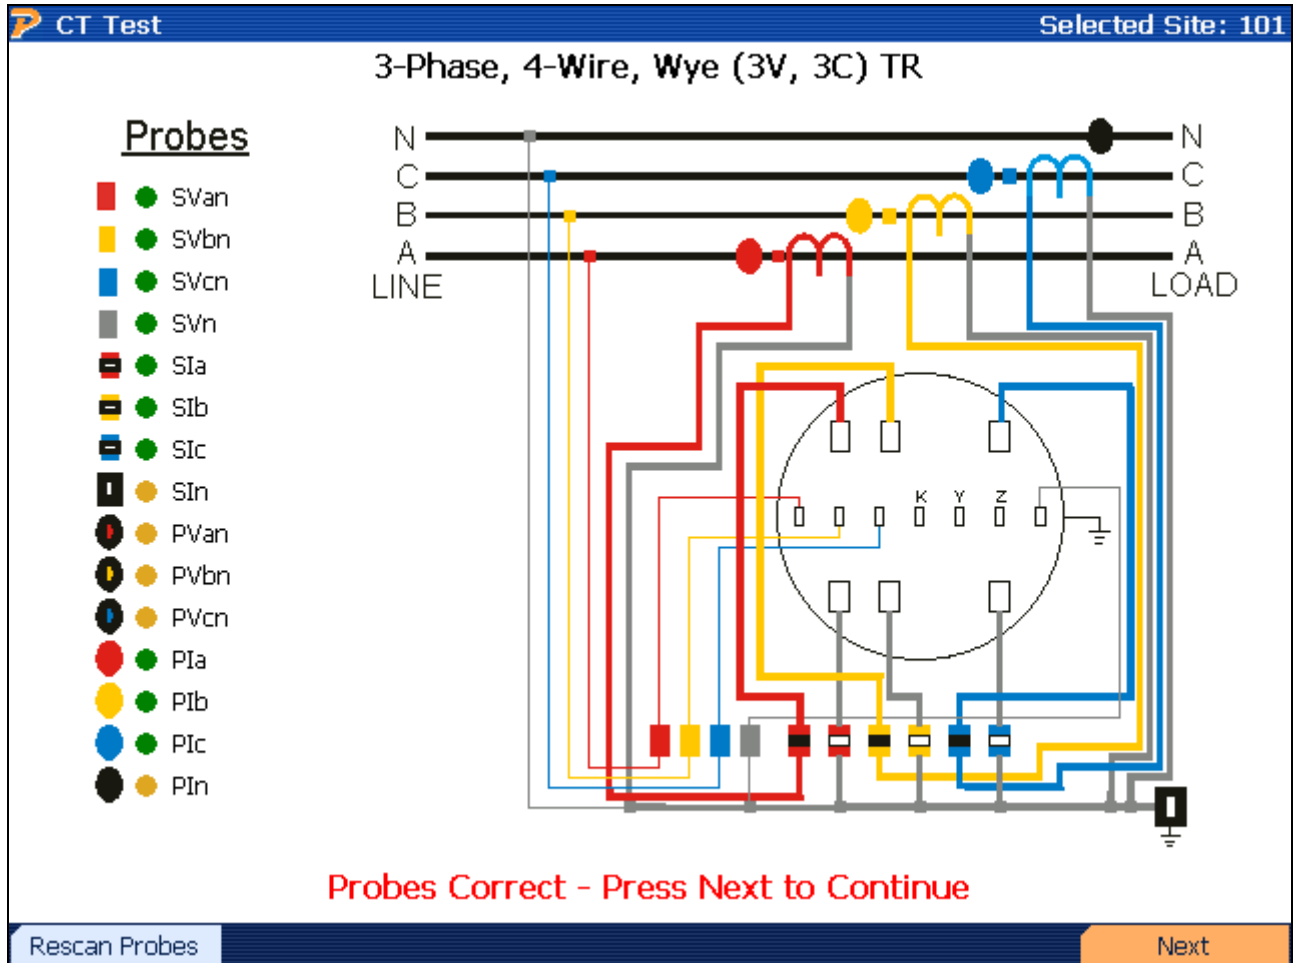 CT Test
Selected Site: 101
3-Phase, 4-Wire, Wye (3V, 3C) TR
Probes
SVan
SVbn
SVcn
SVn
SIa
SIb
SIc
SIn
PVan
PVbn
PVcn
PIa
PIb
PIc
PIn
N N
C C
B B
A A
LINE LOAD
K Y Z
Probes Correct - Press Next to Continue
Rescan Probes
Next